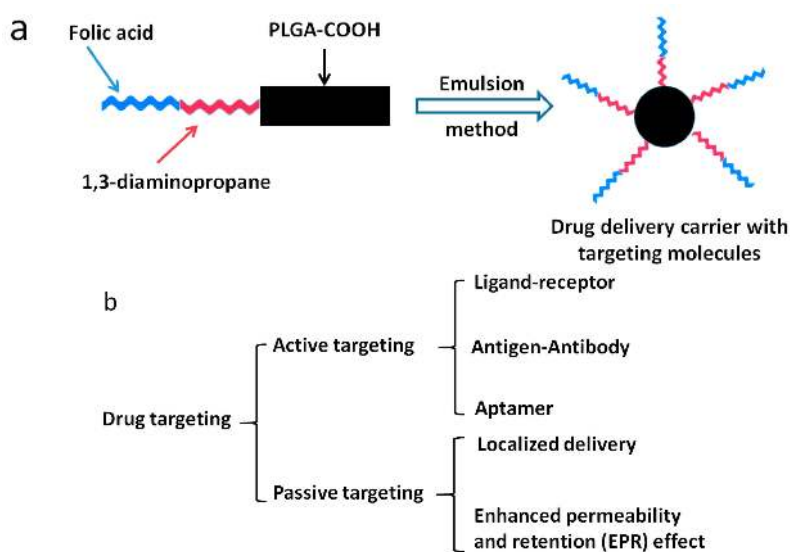 a
Folic acid
PLGA-COOH
1,3-diaminopropane
Emulsion
method
Drug delivery carrier with
targeting molecules
b
Drug targeting
Active targeting
Ligand-receptor
Antigen-Antibody
Aptamer
Passive targeting
Localized delivery
Enhanced permeability
and retention (EPR) effect